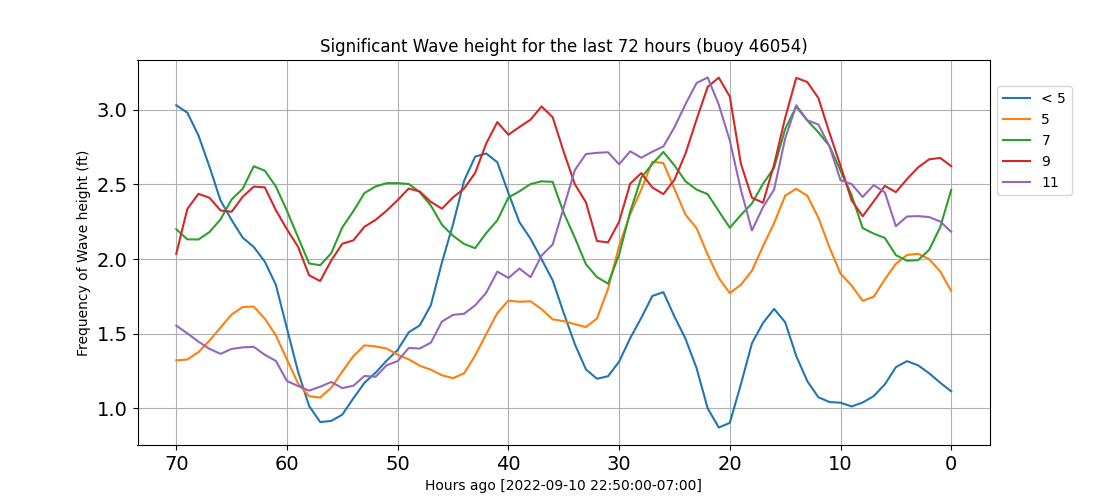 Significant Wave height for the last 72 hours (buoy 46054)
Frequency of Wave height (ft)
3.0
2.5
2.0
1.5
1.0
70 60 50 40 30 20 10 0
Hours ago [2022-09-10 22:50:00-07:00]
< 5
5
7
9
11